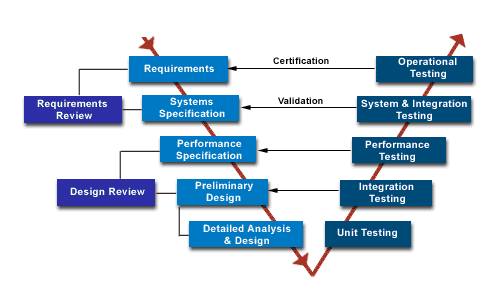 Requirements
Certification
Operational
Testing
Requirements
Review
Systems
Specification
Validation
System & Integration
Testing
Performance
Specification
Performance
Testing
Design Review
Preliminary
Design
Integration
Testing
Detailed Analysis
& Design
Unit Testing